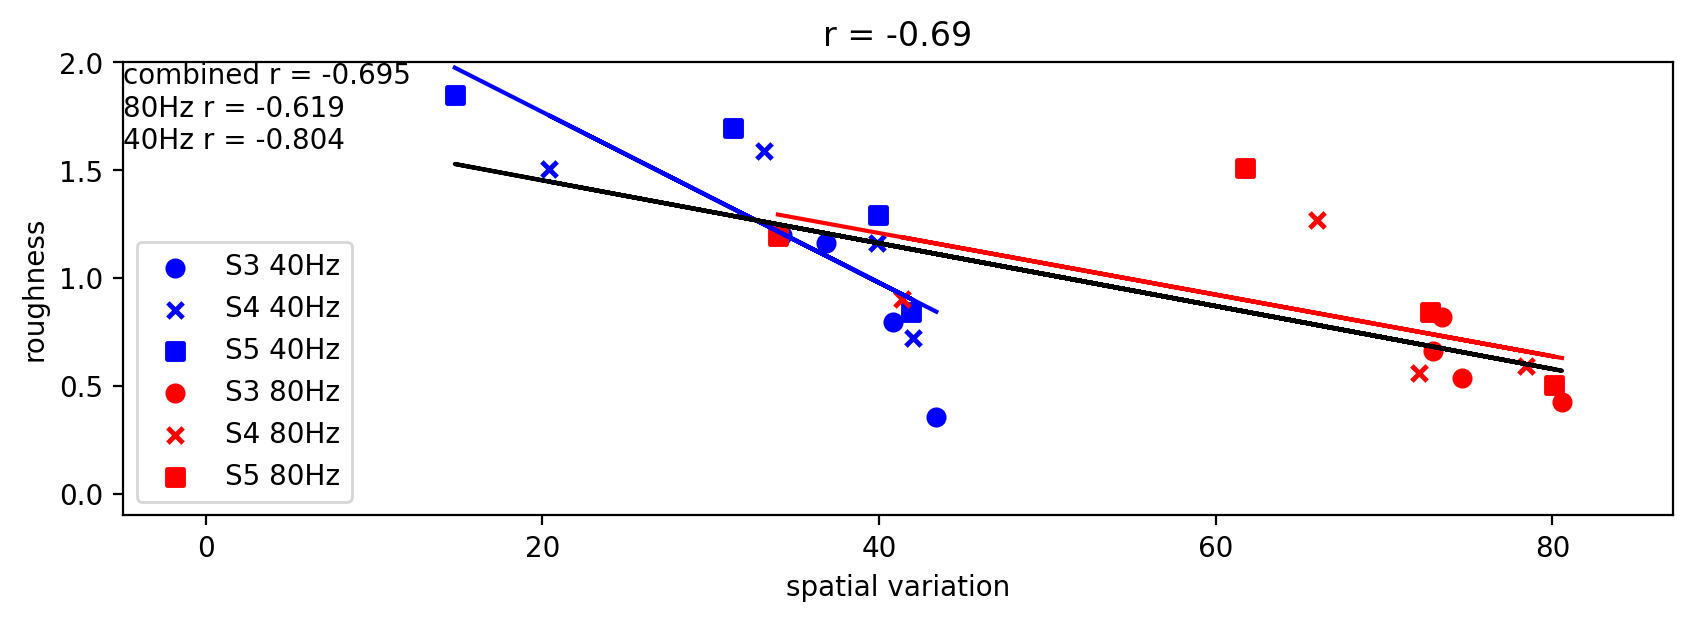 r = -0.69
combined r = -0.695
80Hz r = -0.619
40Hz r = -0.804
2.0
1.5
1.0
0.5
0.0
roughness
S3 40Hz
S4 40Hz
S5 40Hz
S3 80Hz
S4 80Hz
S5 80Hz
0 20 40 60 80
spatial variation